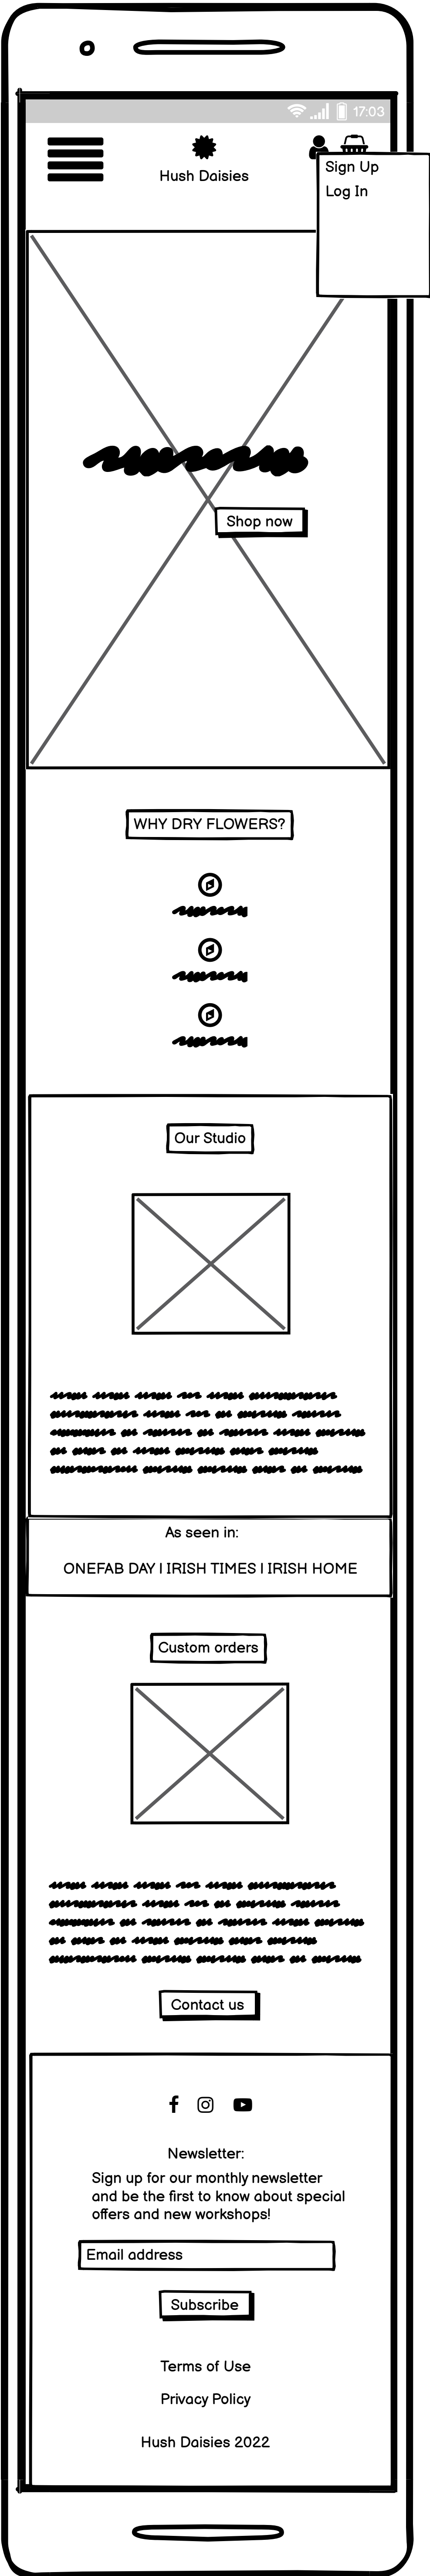 17:03
Hush Daisies
Sign Up
Log In
Shop now
WHY DRY FLOWERS?
Our Studio
As seen in:
ONEFAB DAY | IRISH TIMES | IRISH HOME
Custom orders
Contact us
Newsletter:
Sign up for our monthly newsletter
and be the first to know about special
offers and new workshops!
Email address
Subscribe
Terms of Use
Privacy Policy
Hush Daisies 2022